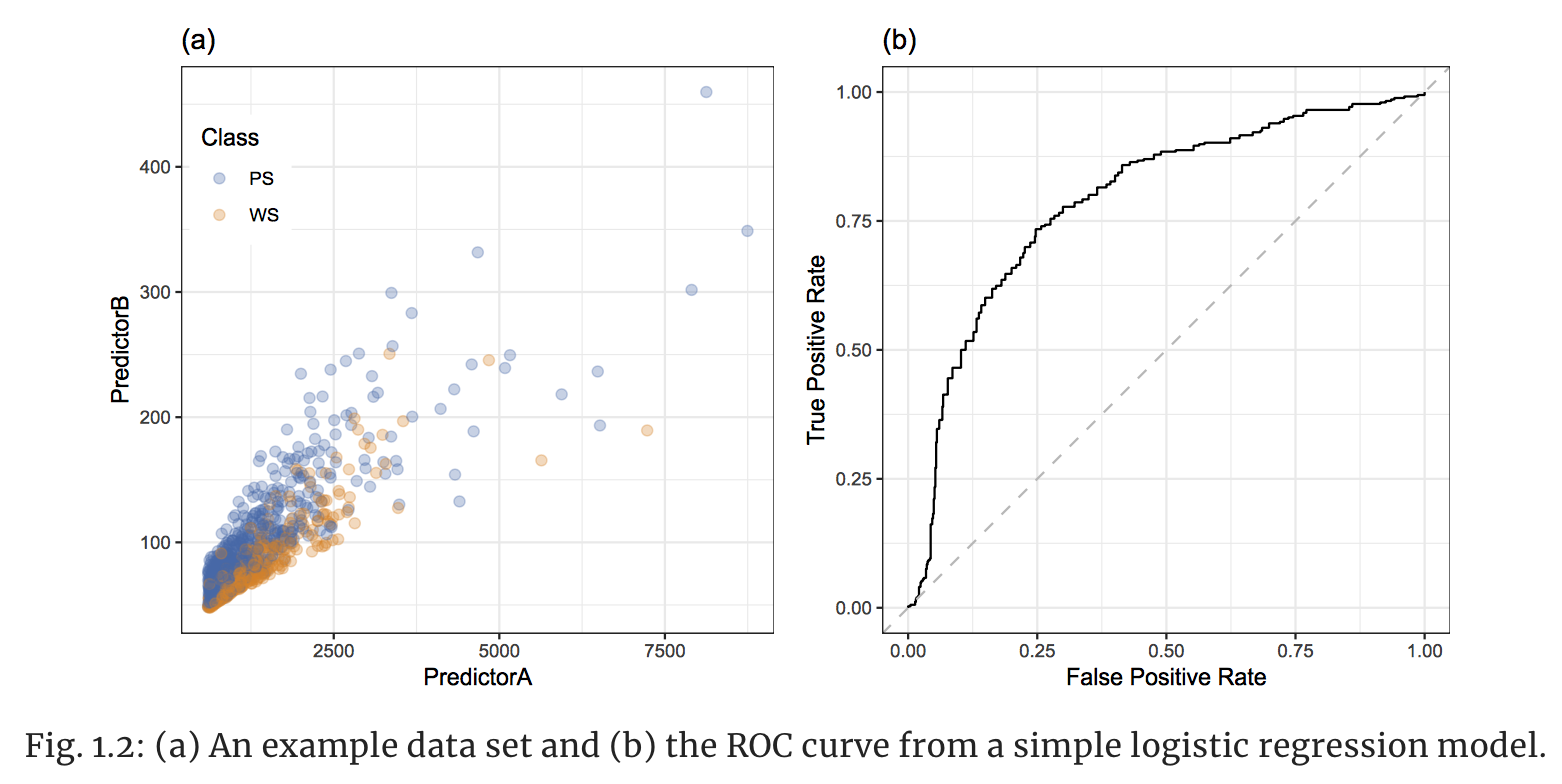 (a)
Class
PS
WS
400
300
200
100
PredictorB
2500 5000 7500
PredictorA
(b)
1.00
0.75
0.50
0.25
0.00
True Positive Rate
0.00 0.25 0.50 0.75 1.00
False Positive Rate
Fig. 1.2: (a) An example data set and (b) the ROC curve from a simple logistic regression model.